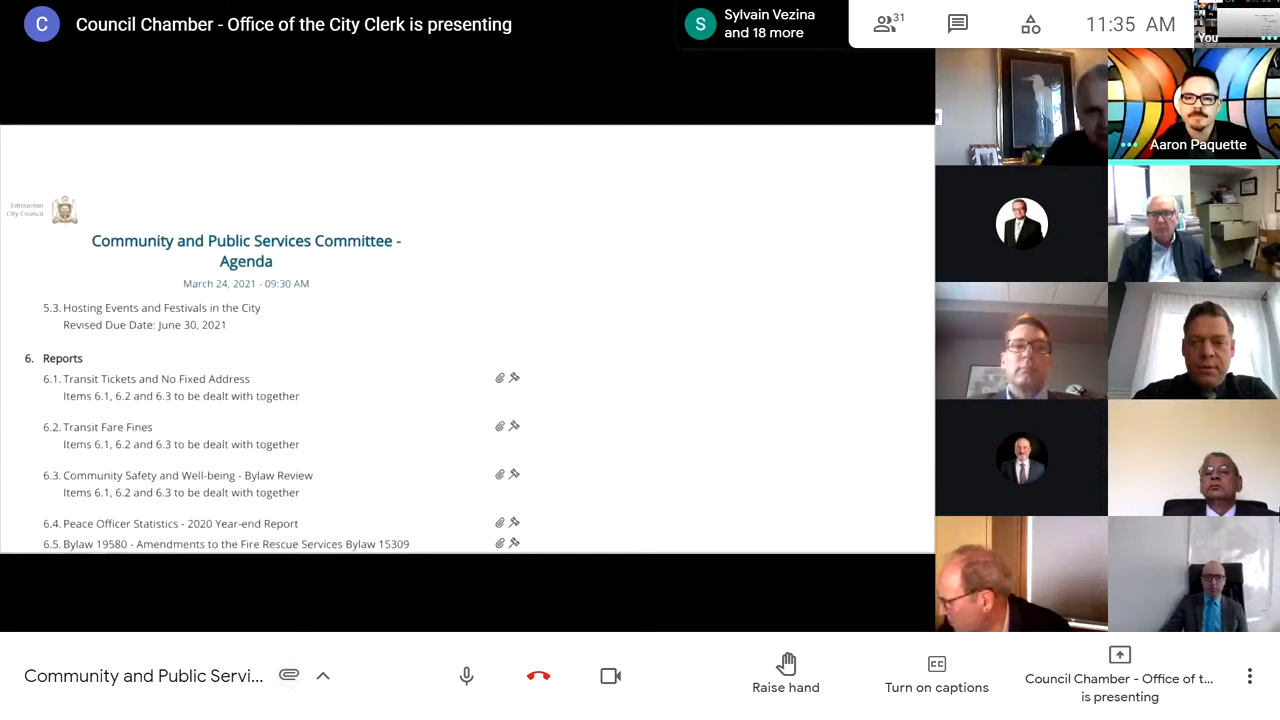 C Council Chamber - Office of the City Clerk is presenting
S Sylvain Vezina
and 18 more
31
11:35 AM
You
Aaron Paquette
Edmonton
City Council
Community and Public Services Committee -
Agenda
March 24, 2021 - 09:30 AM
5.3. Hosting Events and Festivals in the City
Revised Due Date: June 30, 2021
6. Reports
6.1. Transit Tickets and No Fixed Address
Items 6.1, 6.2 and 6.3 to be dealt with together
6.2. Transit Fare Fines
Items 6.1, 6.2 and 6.3 to be dealt with together
6.3. Community Safety and Well-being - Bylaw Review
Items 6.1, 6.2 and 6.3 to be dealt with together
6.4. Peace Officer Statistics - 2020 Year-end Report
6.5. Bylaw 19580 - Amendments to the Fire Rescue Services Bylaw 15309
Community and Public Servi...
Raise hand
CC
Turn on captions
Council Chamber - Office of t...
is presenting